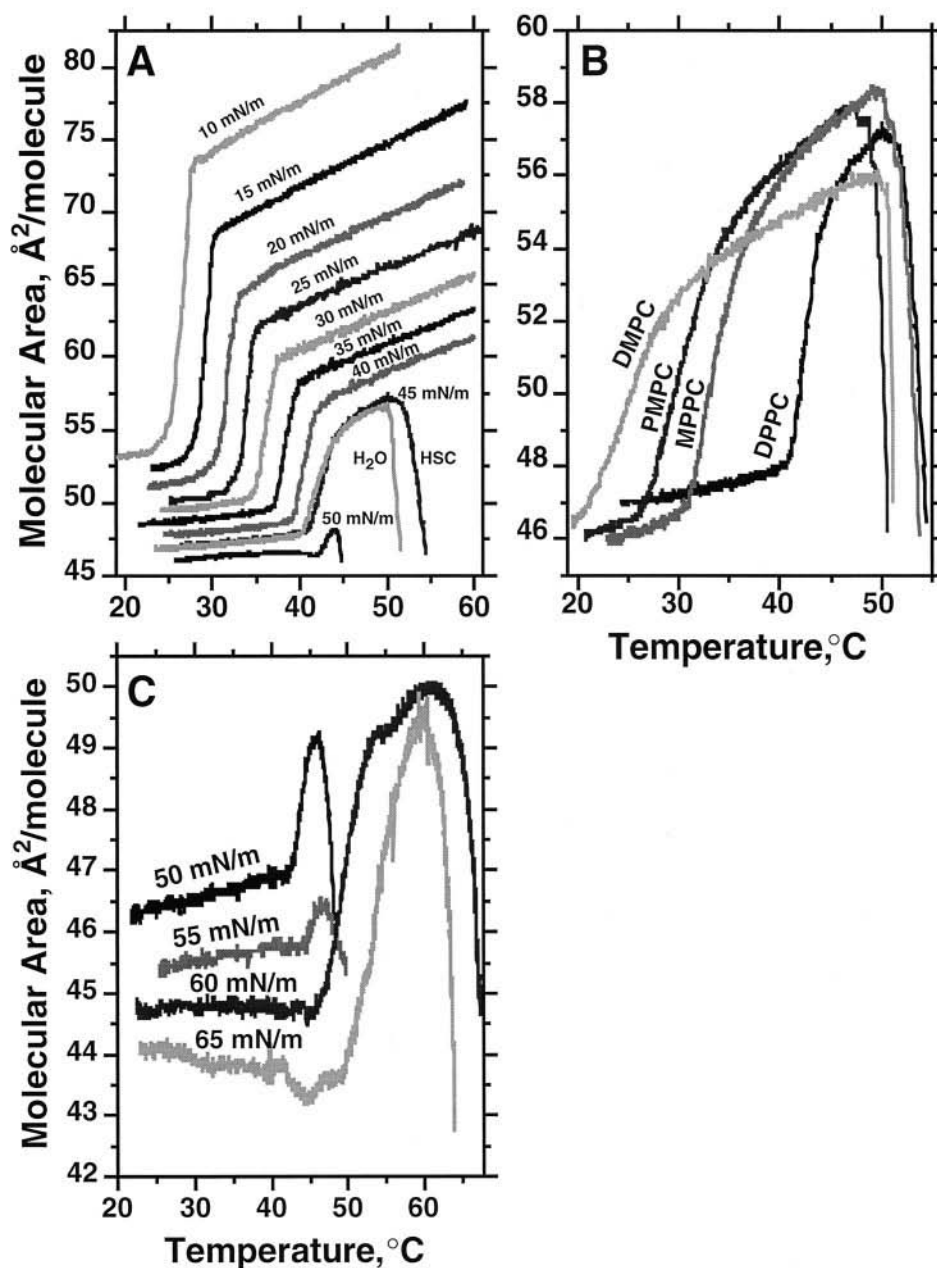 A
Molecular Area, Å²/molecule
80
75
70
65
60
55
50
45
10 mN/m
15 mN/m
20 mN/m
25 mN/m
30 mN/m
35 mN/m
40 mN/m
45 mN/m
H₂O
HSC
50 mN/m
20 30 40 50 60
B
60
58
56
54
52
50
48
46
DMPC
PMPC
MPPC
DPPC
20 30 40 50
Temperature,°C
C
Molecular Area, Å²/molecule
50
49
48
47
46
45
44
43
42
50 mN/m
55 mN/m
60 mN/m
65 mN/m
20 30 40 50 60
Temperature,°C